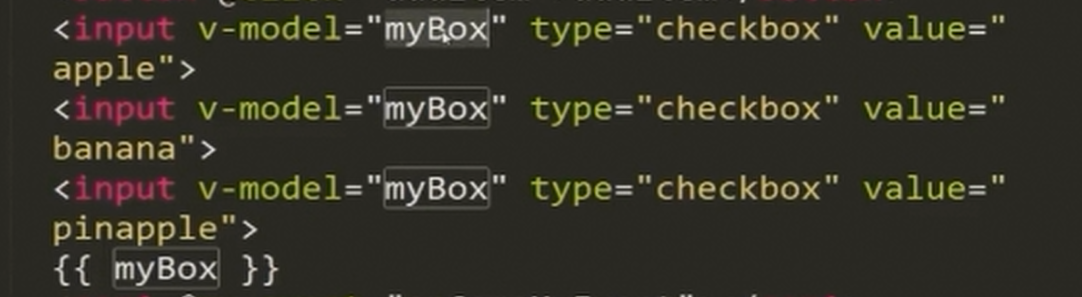 <input v-model="myBox" type="checkbox" value="
apple">
<input v-model="myBox" type="checkbox" value="
banana">
<input v-model="myBox" type="checkbox" value="
pinapple">
{{ myBox }}